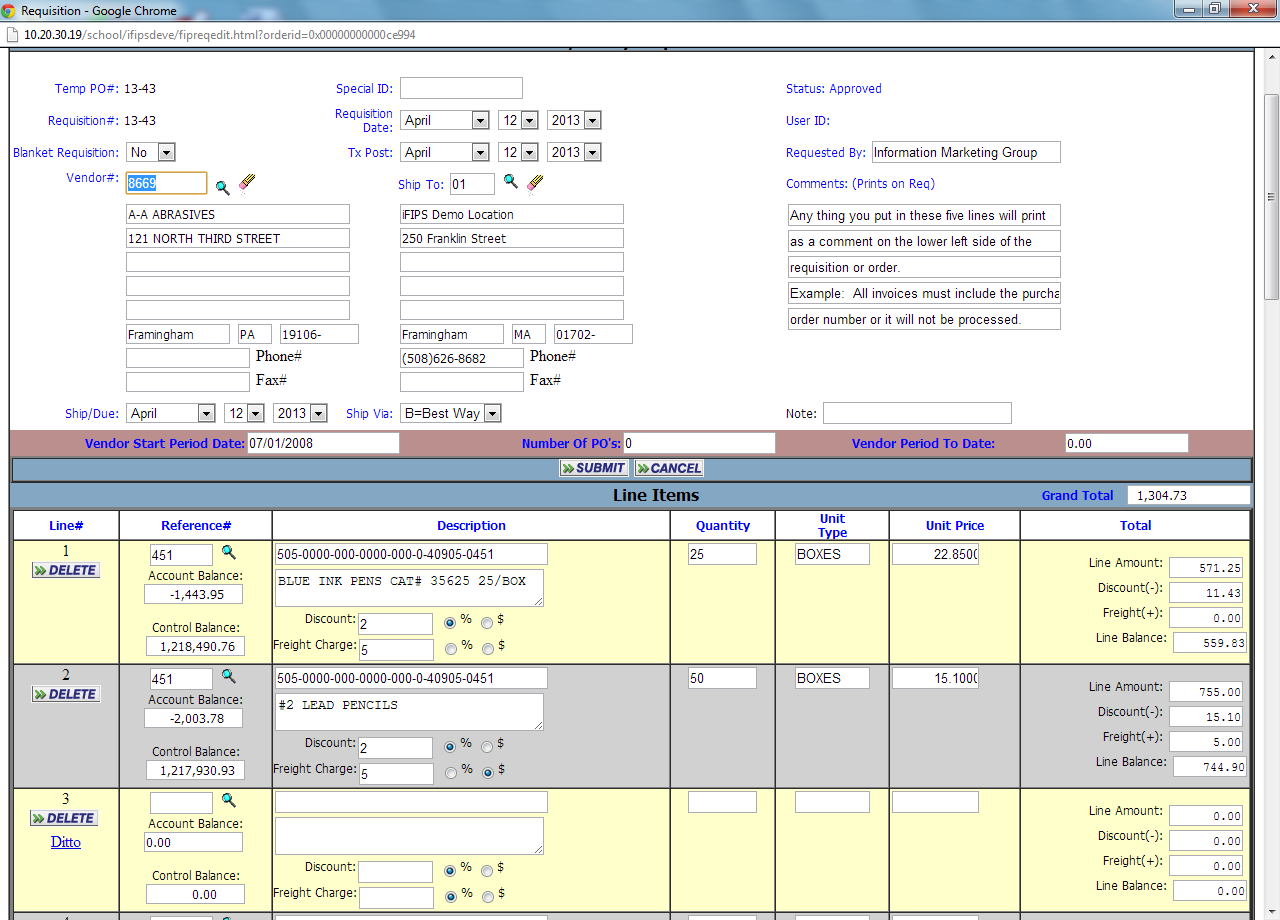 Requisition - Google Chrome
10.20.30.19/school/ifipsdeve/fipreqedit.html?orderid=0x00000000000ce994
Temp PO#: 13-43 Special ID: Status: Approved
Requisition#: 13-43 Requisition Date: April 12 2013 User ID:
Blanket Requisition: No Tx Post: April 12 2013 Requested By: Information Marketing Group
Vendor#: 8669 Ship To: 01 Comments: (Prints on Req)
A-A ABRASIVES iFIPS Demo Location Any thing you put in these five lines will print
121 NORTH THIRD STREET 250 Franklin Street as a comment on the lower left side of the
requisition or order.
Example: All invoices must include the purcha
order number or it will not be processed.
Framingham PA 19106- Framingham MA 01702-
Phone# (508)626-8682 Phone#
Fax# Fax#
Ship/Due: April 12 2013 Ship Via: B=Best Way Note:
Vendor Start Period Date: 07/01/2008 Number Of PO's: 0 Vendor Period To Date: 0.00
SUBMIT CANCEL
Line Items Grand Total 1,304.73
Line# Reference# Description Quantity Unit Type Unit Price Total
1 451 505-0000-000-0000-000-0-40905-0451 25 BOXES 22.8500 Line Amount: 571.25
DELETE Account Balance: BLUE INK PENS CAT# 35625 25/BOX Discount(-): 11.43
-1,443.95
Discount: 2 % $ Freight(+): 0.00
Control Balance: Freight Charge: 5 % $ Line Balance: 559.83
1,218,490.76
2 451 505-0000-000-0000-000-0-40905-0451 50 BOXES 15.1000 Line Amount: 755.00
DELETE Account Balance: #2 LEAD PENCILS Discount(-): 15.10
-2,003.78
Discount: 2 % $ Freight(+): 5.00
Control Balance: Freight Charge: 5 % $ Line Balance: 744.90
1,217,930.93
3 Line Amount: 0.00
DELETE Account Balance: Discount(-): 0.00
Ditto 0.00
Discount: % $ Freight(+): 0.00
Control Balance: Freight Charge: % $ Line Balance: 0.00
0.00